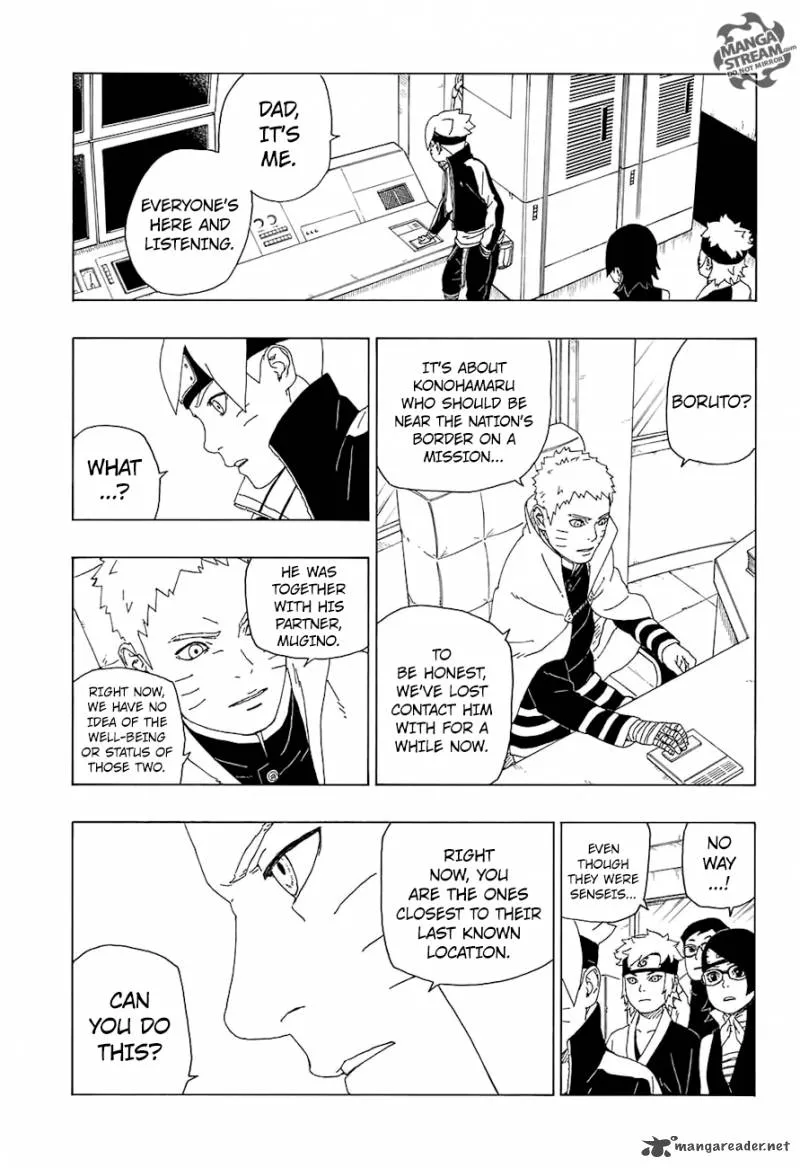 MANGA
STREAM.com
DO NOT MIRROR
DAD,
IT'S
ME.
EVERYONE'S
HERE AND
LISTENING.
BORUTO?
IT'S ABOUT
KONOHAMARU
WHO SHOULD BE
NEAR THE NATION'S
BORDER ON A
MISSION...
TO
BE HONEST,
WE'VE LOST
CONTACT HIM
WITH FOR A
WHILE NOW.
WHAT
...?
HE WAS
TOGETHER
WITH HIS
PARTNER,
MUGINO.
RIGHT NOW,
WE HAVE NO
IDEA OF THE
WELL-BEING
OR STATUS OF
THOSE TWO.
NO
WAY
...!
EVEN
THOUGH
THEY WERE
SENSEIS...
RIGHT
NOW, YOU
ARE THE ONES
CLOSEST TO THEIR
LAST KNOWN
LOCATION.
CAN
YOU DO
THIS?
mangareader.net